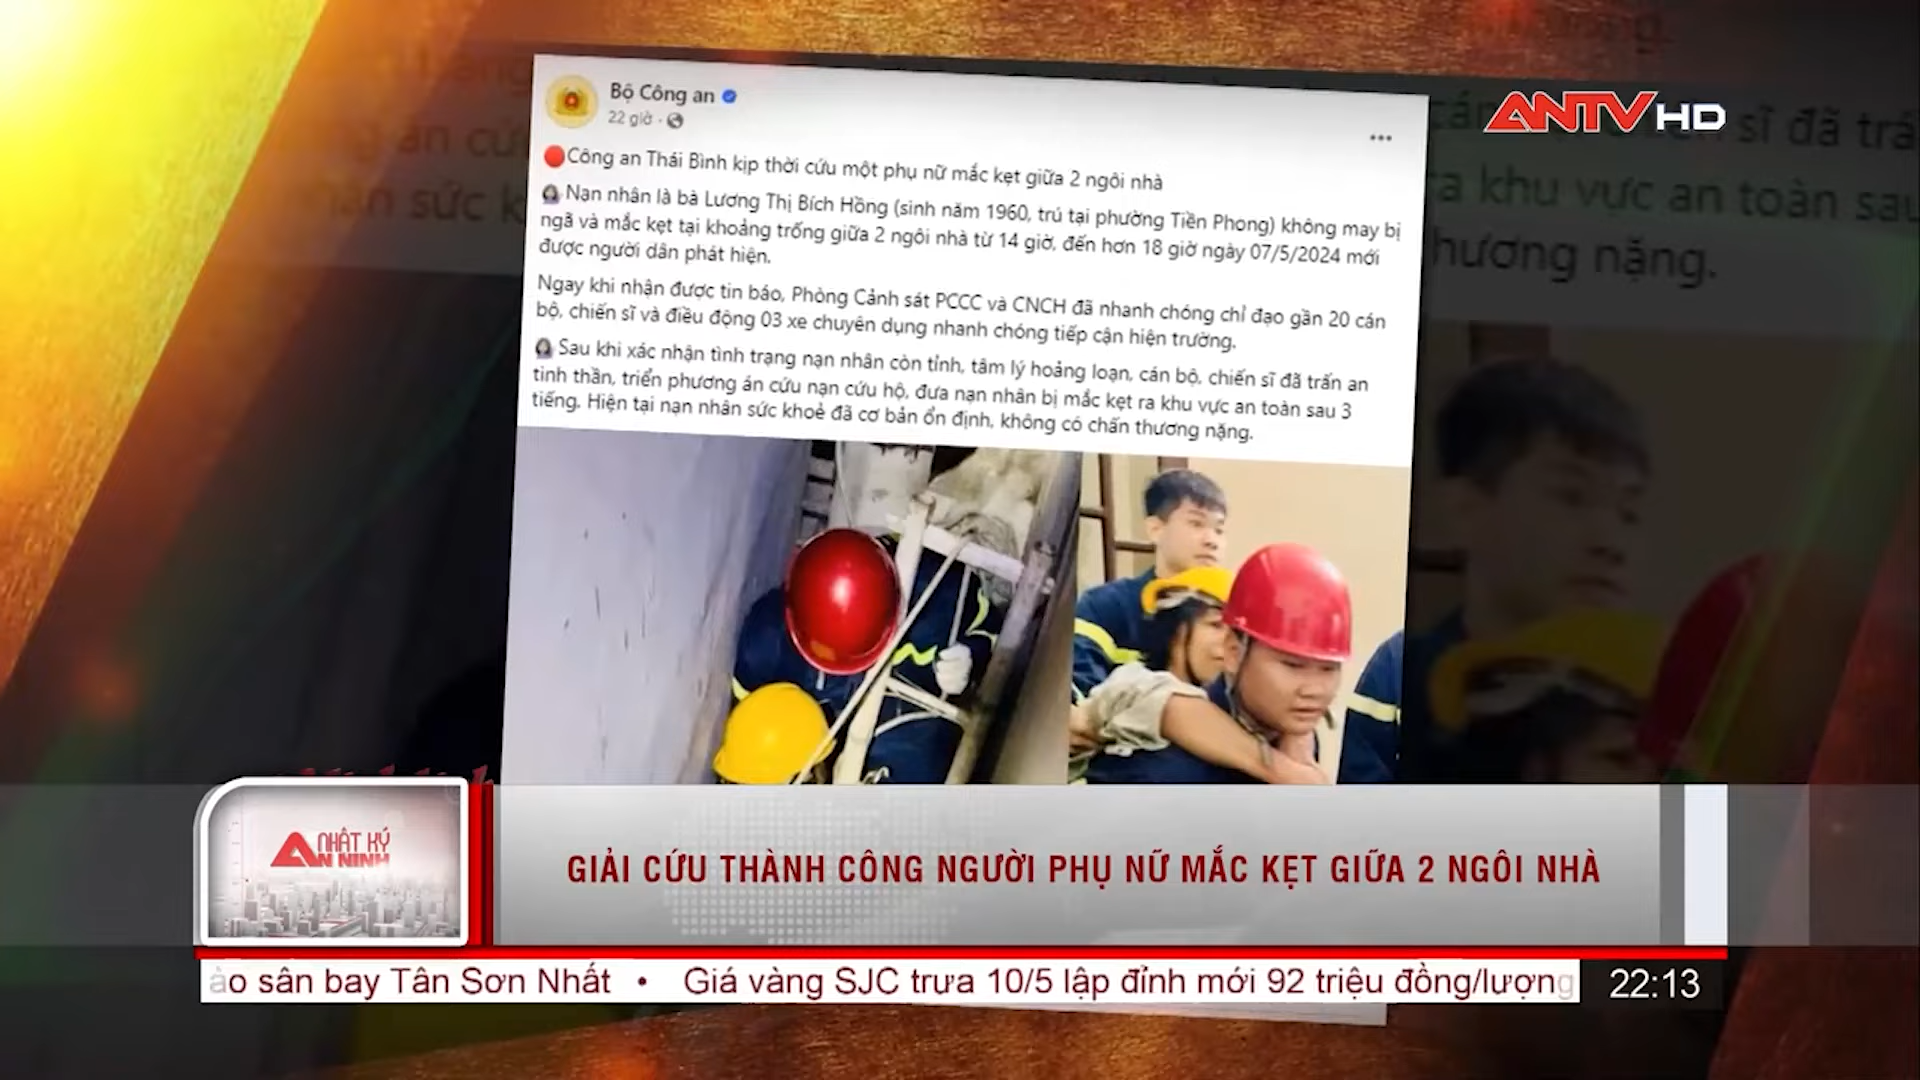 ANTV HD
Bộ Công an
22 giờ ·
Công an Thái Bình kịp thời cứu một phụ nữ mắc kẹt giữa 2 ngôi nhà
Nạn nhân là bà Lương Thị Bích Hồng (sinh năm 1960, trú tại phường Tiền Phong) không may bị
ngã và mắc kẹt tại khoảng trống giữa 2 ngôi nhà từ 14 giờ, đến hơn 18 giờ ngày 07/5/2024 mới
được người dân phát hiện.
Ngay khi nhận được tin báo, Phòng Cảnh sát PCCC và CNCH đã nhanh chóng chỉ đạo gần 20 cán
bộ, chiến sĩ và điều động 03 xe chuyên dụng nhanh chóng tiếp cận hiện trường.
Sau khi xác nhận tình trạng nạn nhân còn tỉnh, tâm lý hoảng loạn, cán bộ, chiến sĩ đã trấn an
tinh thần, triển phương án cứu nạn cứu hộ, đưa nạn nhân bị mắc kẹt ra khu vực an toàn sau 3
tiếng. Hiện tại nạn nhân sức khoẻ đã cơ bản ổn định, không có chấn thương nặng.
sĩ đã
khu vực an toàn sau
thương nặng.
NHẬT KÝ
AN NINH
GIẢI CỨU THÀNH CÔNG NGƯỜI PHỤ NỮ MẮC KẸT GIỮA 2 NGÔI NHÀ
sân bay Tân Sơn Nhất • Giá vàng SJC trưa 10/5 lập đỉnh mới 92 triệu đồng/lượng
22:13